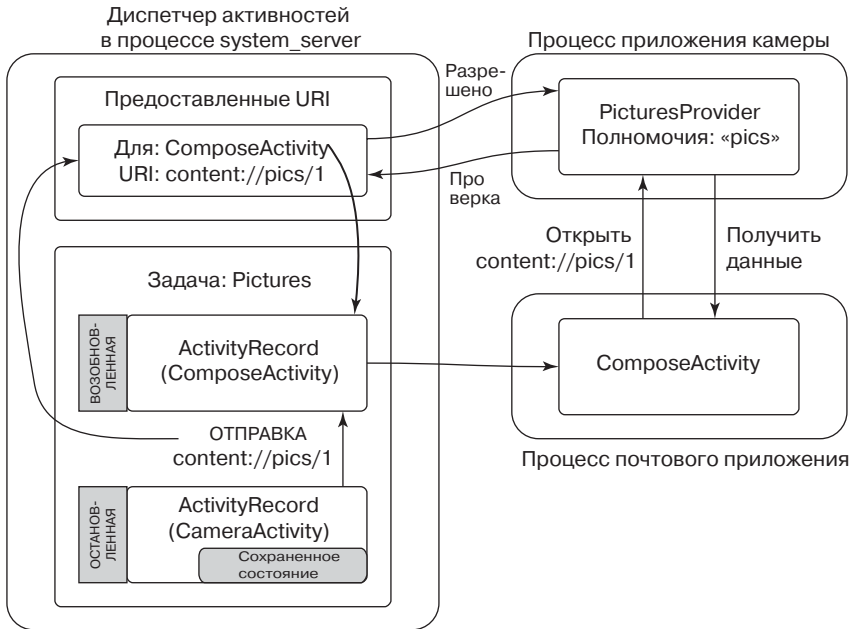 Диспетчер активностей
в процессе system_server
Предоставленные URI
Для: ComposeActivity
URI: content://pics/1
Разре-
шено
Про
верка
Процесс приложения камеры
PicturesProvider
Полномочия: «pics»
Открыть
content://pics/1
Получить
данные
Задача: Pictures
ВОЗОБНОВ-
ЛЕННАЯ
ActivityRecord
(ComposeActivity)
ComposeActivity
Процесс почтового приложения
ОТПРАВКА
content://pics/1
ОСТАНОВ-
ЛЕННАЯ
ActivityRecord
(CameraActivity)
Сохраненное
состояние